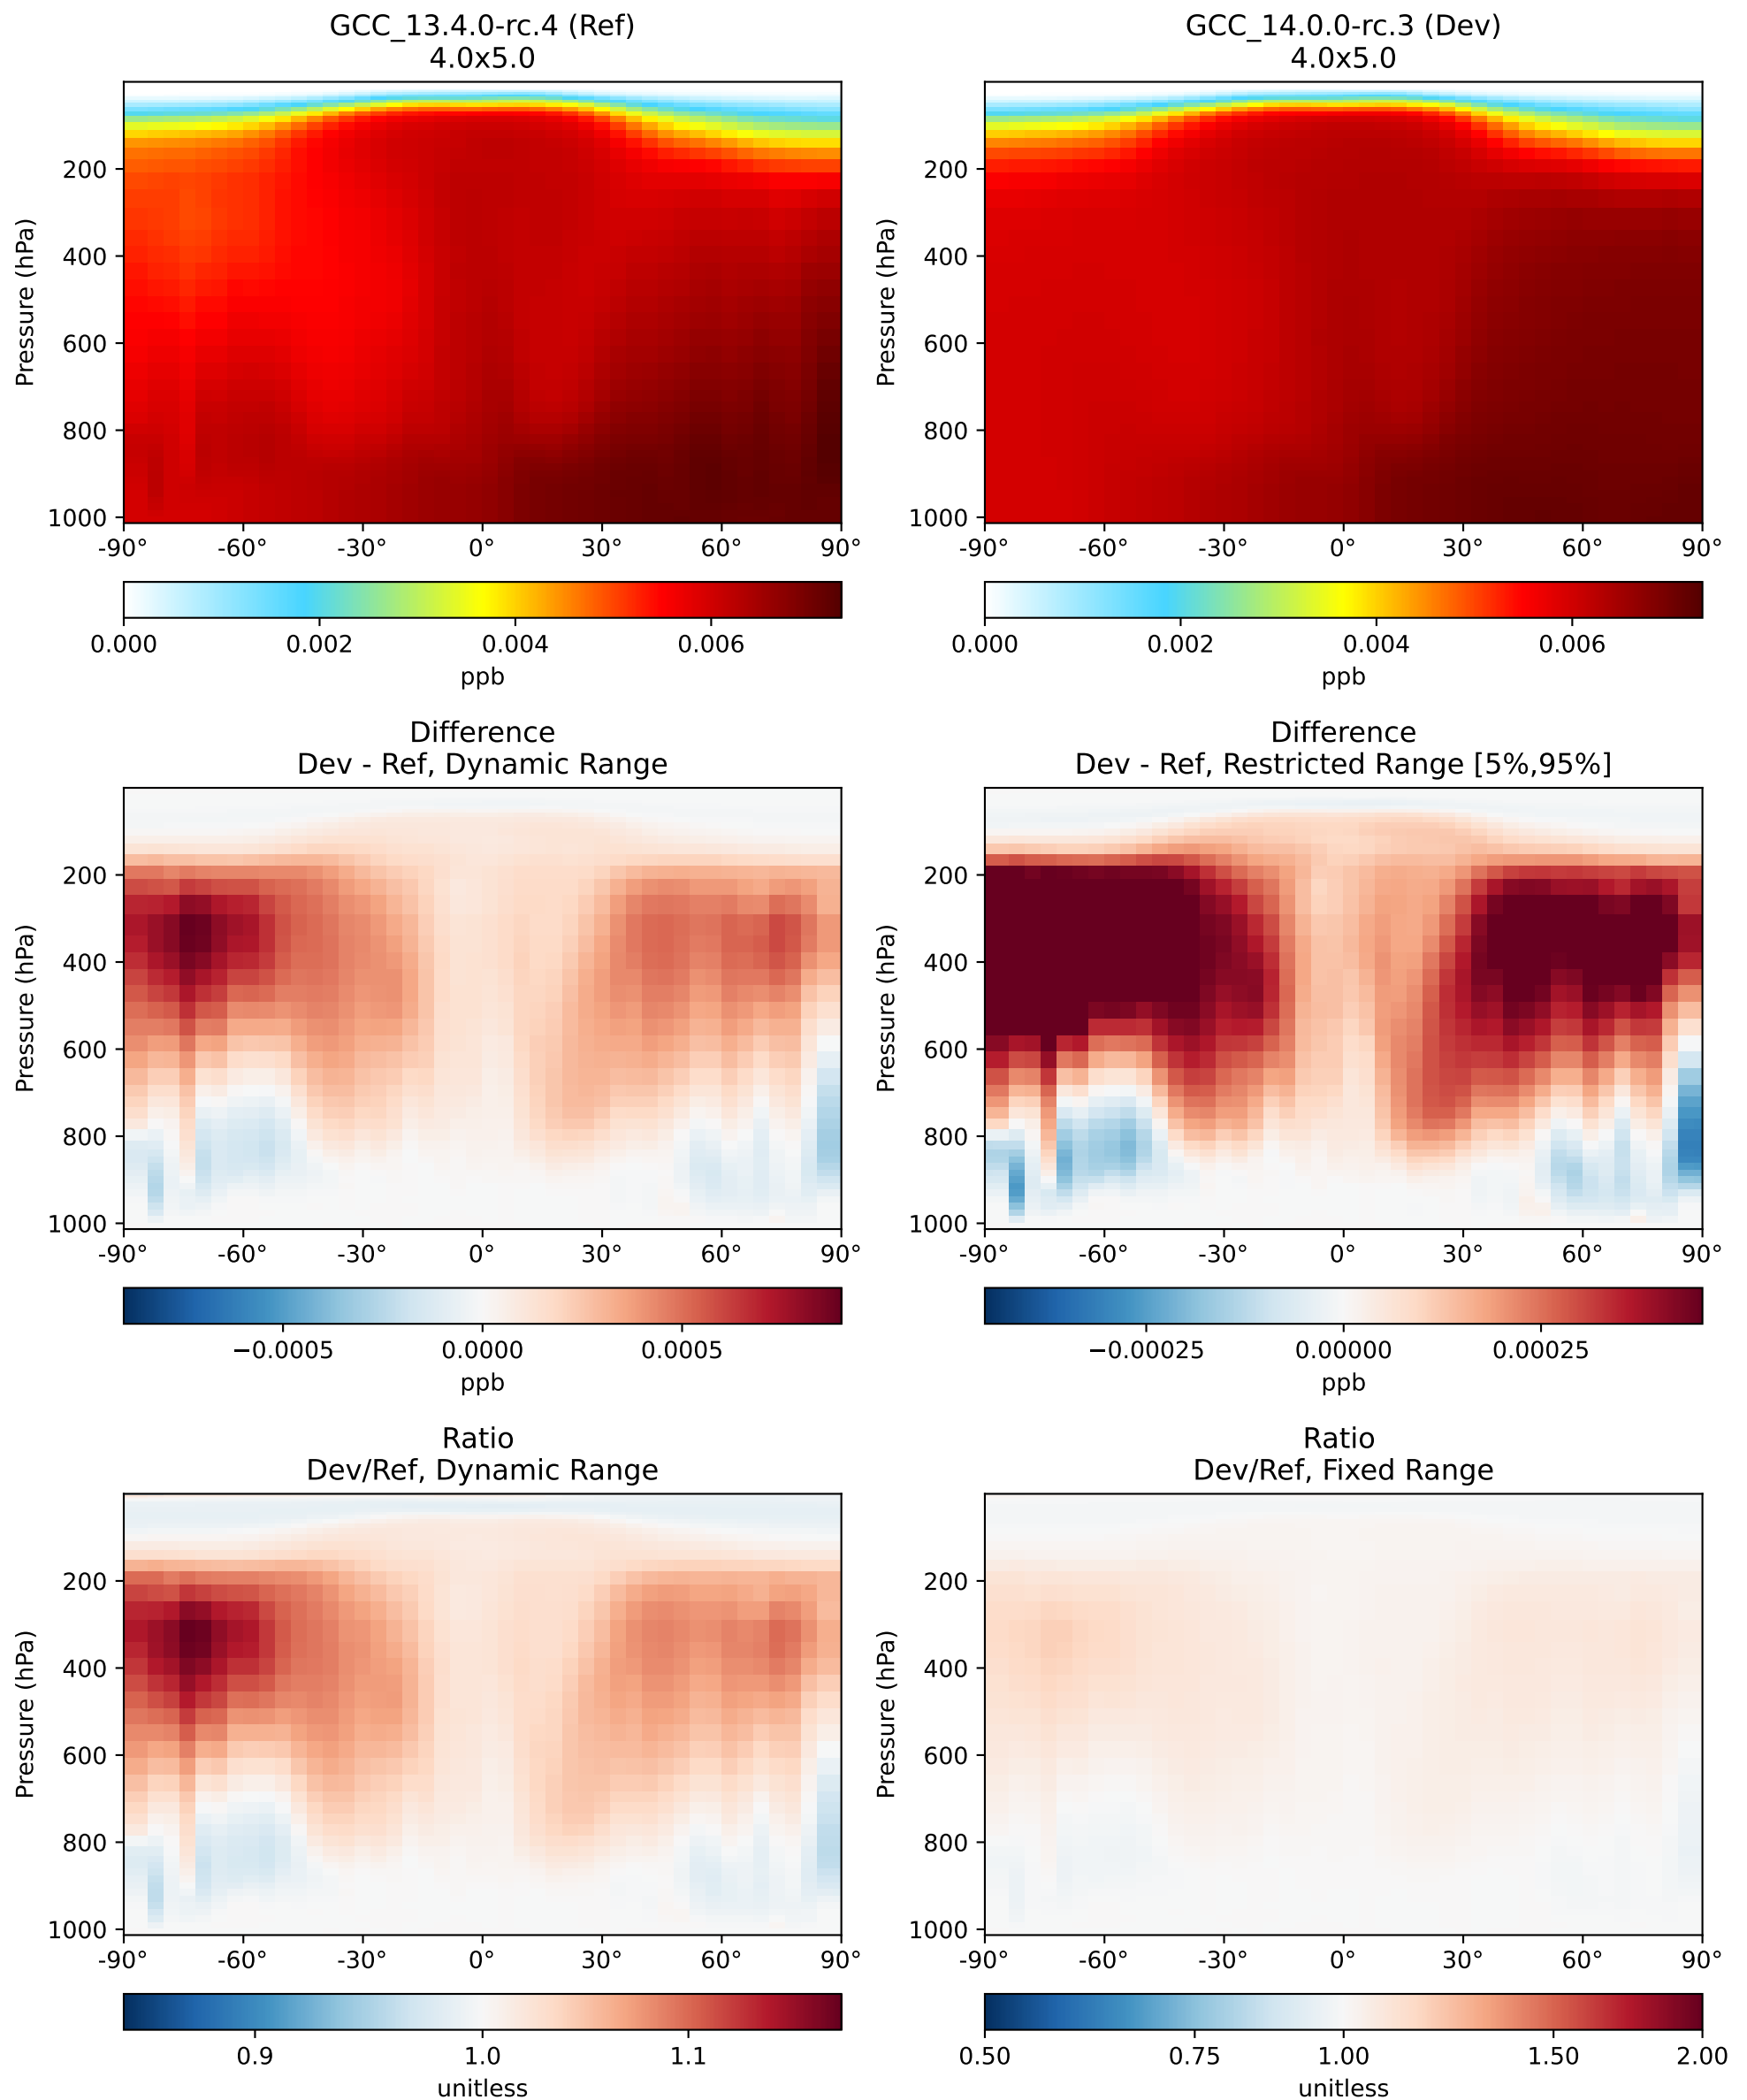 GCC_13.4.0-rc.4 (Ref)
4.0x5.0
Pressure (hPa)
200
400
600
800
1000
-90° -60° -30° 0° 30° 60° 90°
0.000 0.002 0.004 0.006
ppb
GCC_14.0.0-rc.3 (Dev)
4.0x5.0
Pressure (hPa)
200
400
600
800
1000
-90° -60° -30° 0° 30° 60° 90°
0.000 0.002 0.004 0.006
ppb
Difference
Dev - Ref, Dynamic Range
Pressure (hPa)
200
400
600
800
1000
-90° -60° -30° 0° 30° 60° 90°
−0.0005 0.0000 0.0005
ppb
Difference
Dev - Ref, Restricted Range [5%,95%]
Pressure (hPa)
200
400
600
800
1000
-90° -60° -30° 0° 30° 60° 90°
−0.00025 0.00000 0.00025
ppb
Ratio
Dev/Ref, Dynamic Range
Pressure (hPa)
200
400
600
800
1000
-90° -60° -30° 0° 30° 60° 90°
0.9 1.0 1.1
unitless
Ratio
Dev/Ref, Fixed Range
Pressure (hPa)
200
400
600
800
1000
-90° -60° -30° 0° 30° 60° 90°
0.50 0.75 1.00 1.50 2.00
unitless